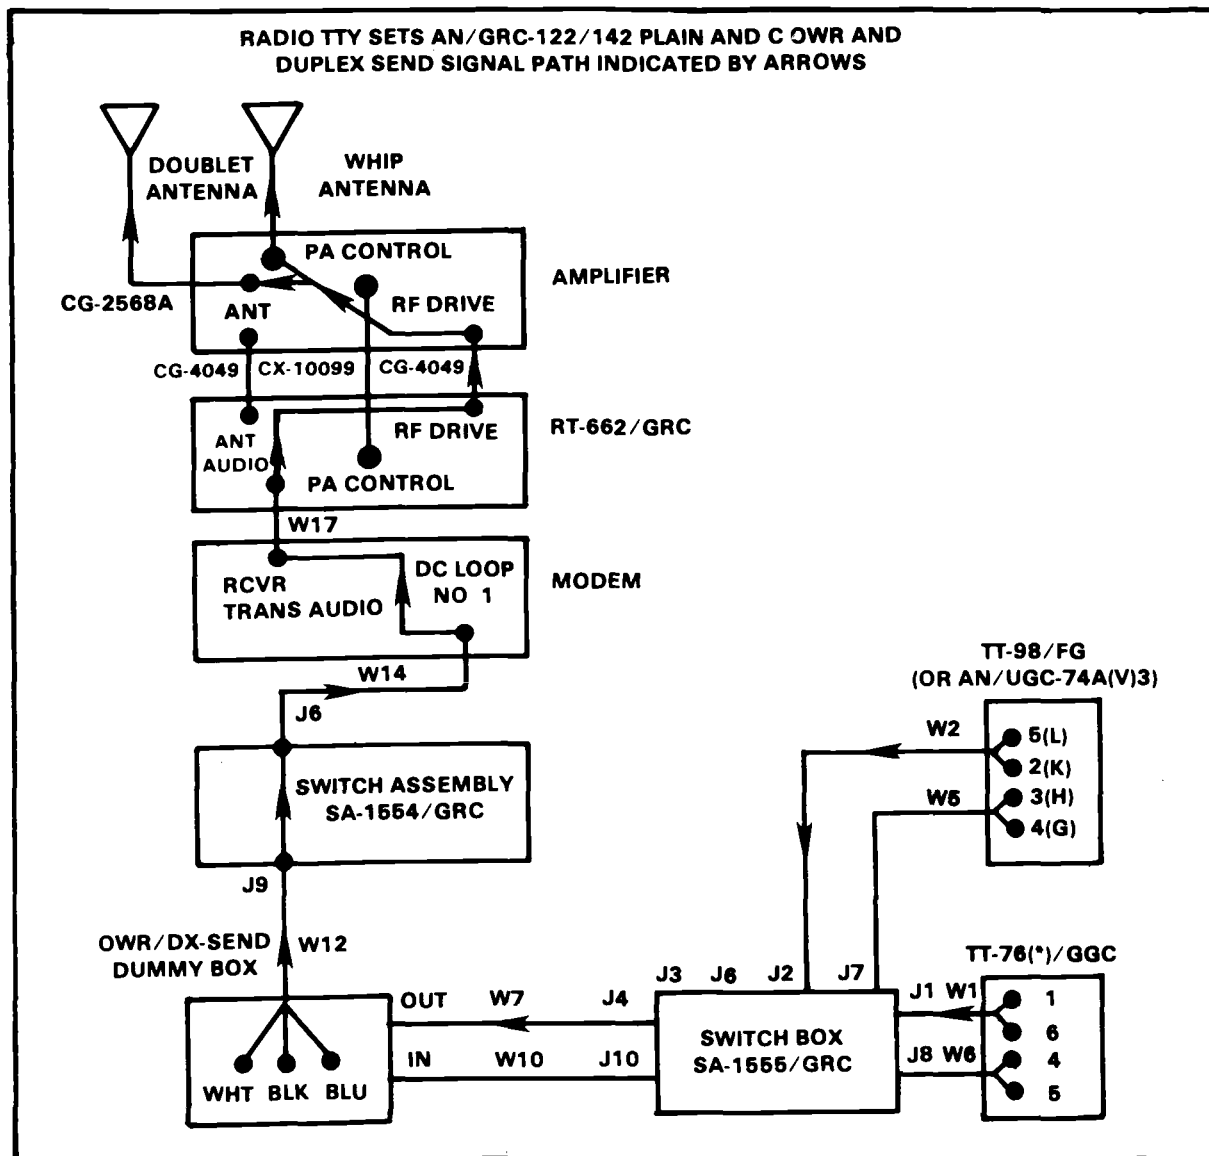 RADIO TTY SETS AN/GRC-122/142 PLAIN AND C OWR AND
DUPLEX SEND SIGNAL PATH INDICATED BY ARROWS
DOUBLET
ANTENNA
WHIP
ANTENNA
PA CONTROL
AMPLIFIER
CG-2568A
ANT
RF DRIVE
CG-4049
CX-10099
CG-4049
RF DRIVE
RT-662/GRC
ANT
AUDIO
PA CONTROL
W17
RCVR
TRANS AUDIO
DC LOOP
NO 1
MODEM
W14
J6
TT-98/FG
(OR AN/UGC-74A(V)3)
W2
5(L)
2(K)
W5
3(H)
4(G)
SWITCH ASSEMBLY
SA-1554/GRC
J9
OWR/DX-SEND
DUMMY BOX
W12
TT-76(*)/GGC
J3
J6
J2
J7
J1 W1
1
6
OUT
W7
J4
SWITCH BOX
SA-1555/GRC
IN
W10
J10
J8 W6
4
5
WHT BLK BLU